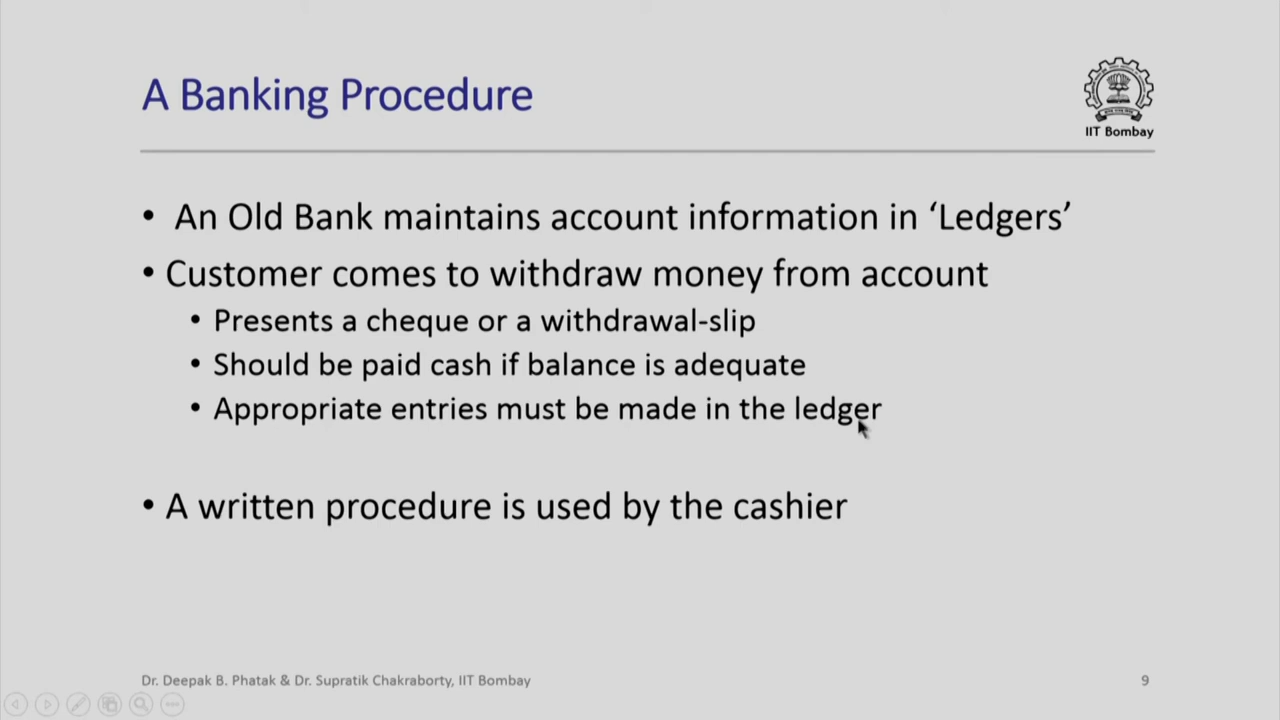 A Banking Procedure
IIT Bombay
• An Old Bank maintains account information in ‘Ledgers’
• Customer comes to withdraw money from account
• Presents a cheque or a withdrawal-slip
• Should be paid cash if balance is adequate
• Appropriate entries must be made in the ledger
• A written procedure is used by the cashier
Dr. Deepak B. Phatak & Dr. Supratik Chakraborty, IIT Bombay
9